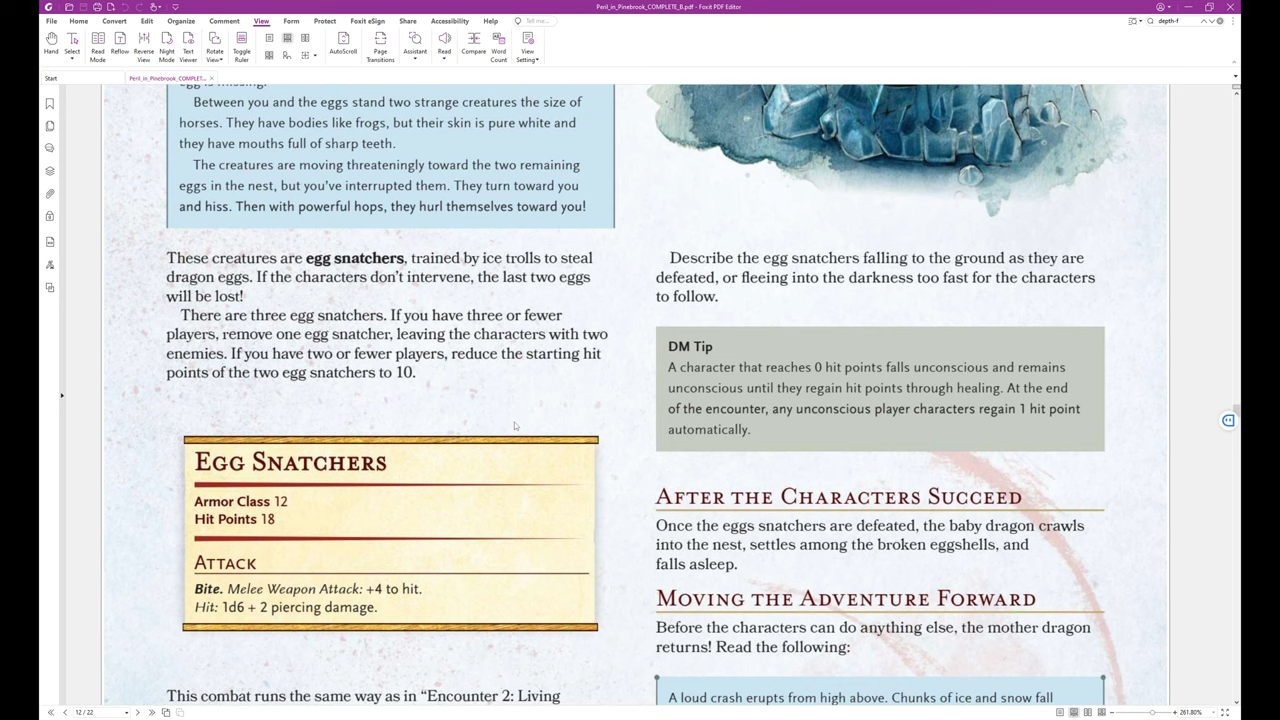 Peril_in_Pinebrook_COMPLETE_B.pdf - Foxit PDF Editor
File Home Convert Edit Organize Comment View Form Protect Foxit eSign Share Accessibility Help Tell me... depth-f
Hand Select Read Mode Reflow Reverse View Night Mode Text Viewer Rotate View Toggle Ruler AutoScroll Page Transitions Assistant Read Compare Word Count View Setting
Start Peril_in_Pinebrook_COMPLET...
egg is missing.
Between you and the eggs stand two strange creatures the size of
horses. They have bodies like frogs, but their skin is pure white and
they have mouths full of sharp teeth.
The creatures are moving threateningly toward the two remaining
eggs in the nest, but you've interrupted them. They turn toward you
and hiss. Then with powerful hops, they hurl themselves toward you!
These creatures are egg snatchers, trained by ice trolls to steal
dragon eggs. If the characters don't intervene, the last two eggs
will be lost!
There are three egg snatchers. If you have three or fewer
players, remove one egg snatcher, leaving the characters with two
enemies. If you have two or fewer players, reduce the starting hit
points of the two egg snatchers to 10.
Egg Snatchers
Armor Class 12
Hit Points 18
Attack
Bite. Melee Weapon Attack: +4 to hit.
Hit: 1d6 + 2 piercing damage.
This combat runs the same way as in “Encounter 2: Living
Describe the egg snatchers falling to the ground as they are
defeated, or fleeing into the darkness too fast for the characters
to follow.
DM Tip
A character that reaches 0 hit points falls unconscious and remains
unconscious until they regain hit points through healing. At the end
of the encounter, any unconscious player characters regain 1 hit point
automatically.
After the Characters Succeed
Once the eggs snatchers are defeated, the baby dragon crawls
into the nest, settles among the broken eggshells, and
falls asleep.
Moving the Adventure Forward
Before the characters can do anything else, the mother dragon
returns! Read the following:
A loud crash erupts from high above. Chunks of ice and snow fall
12 / 22
261.80%